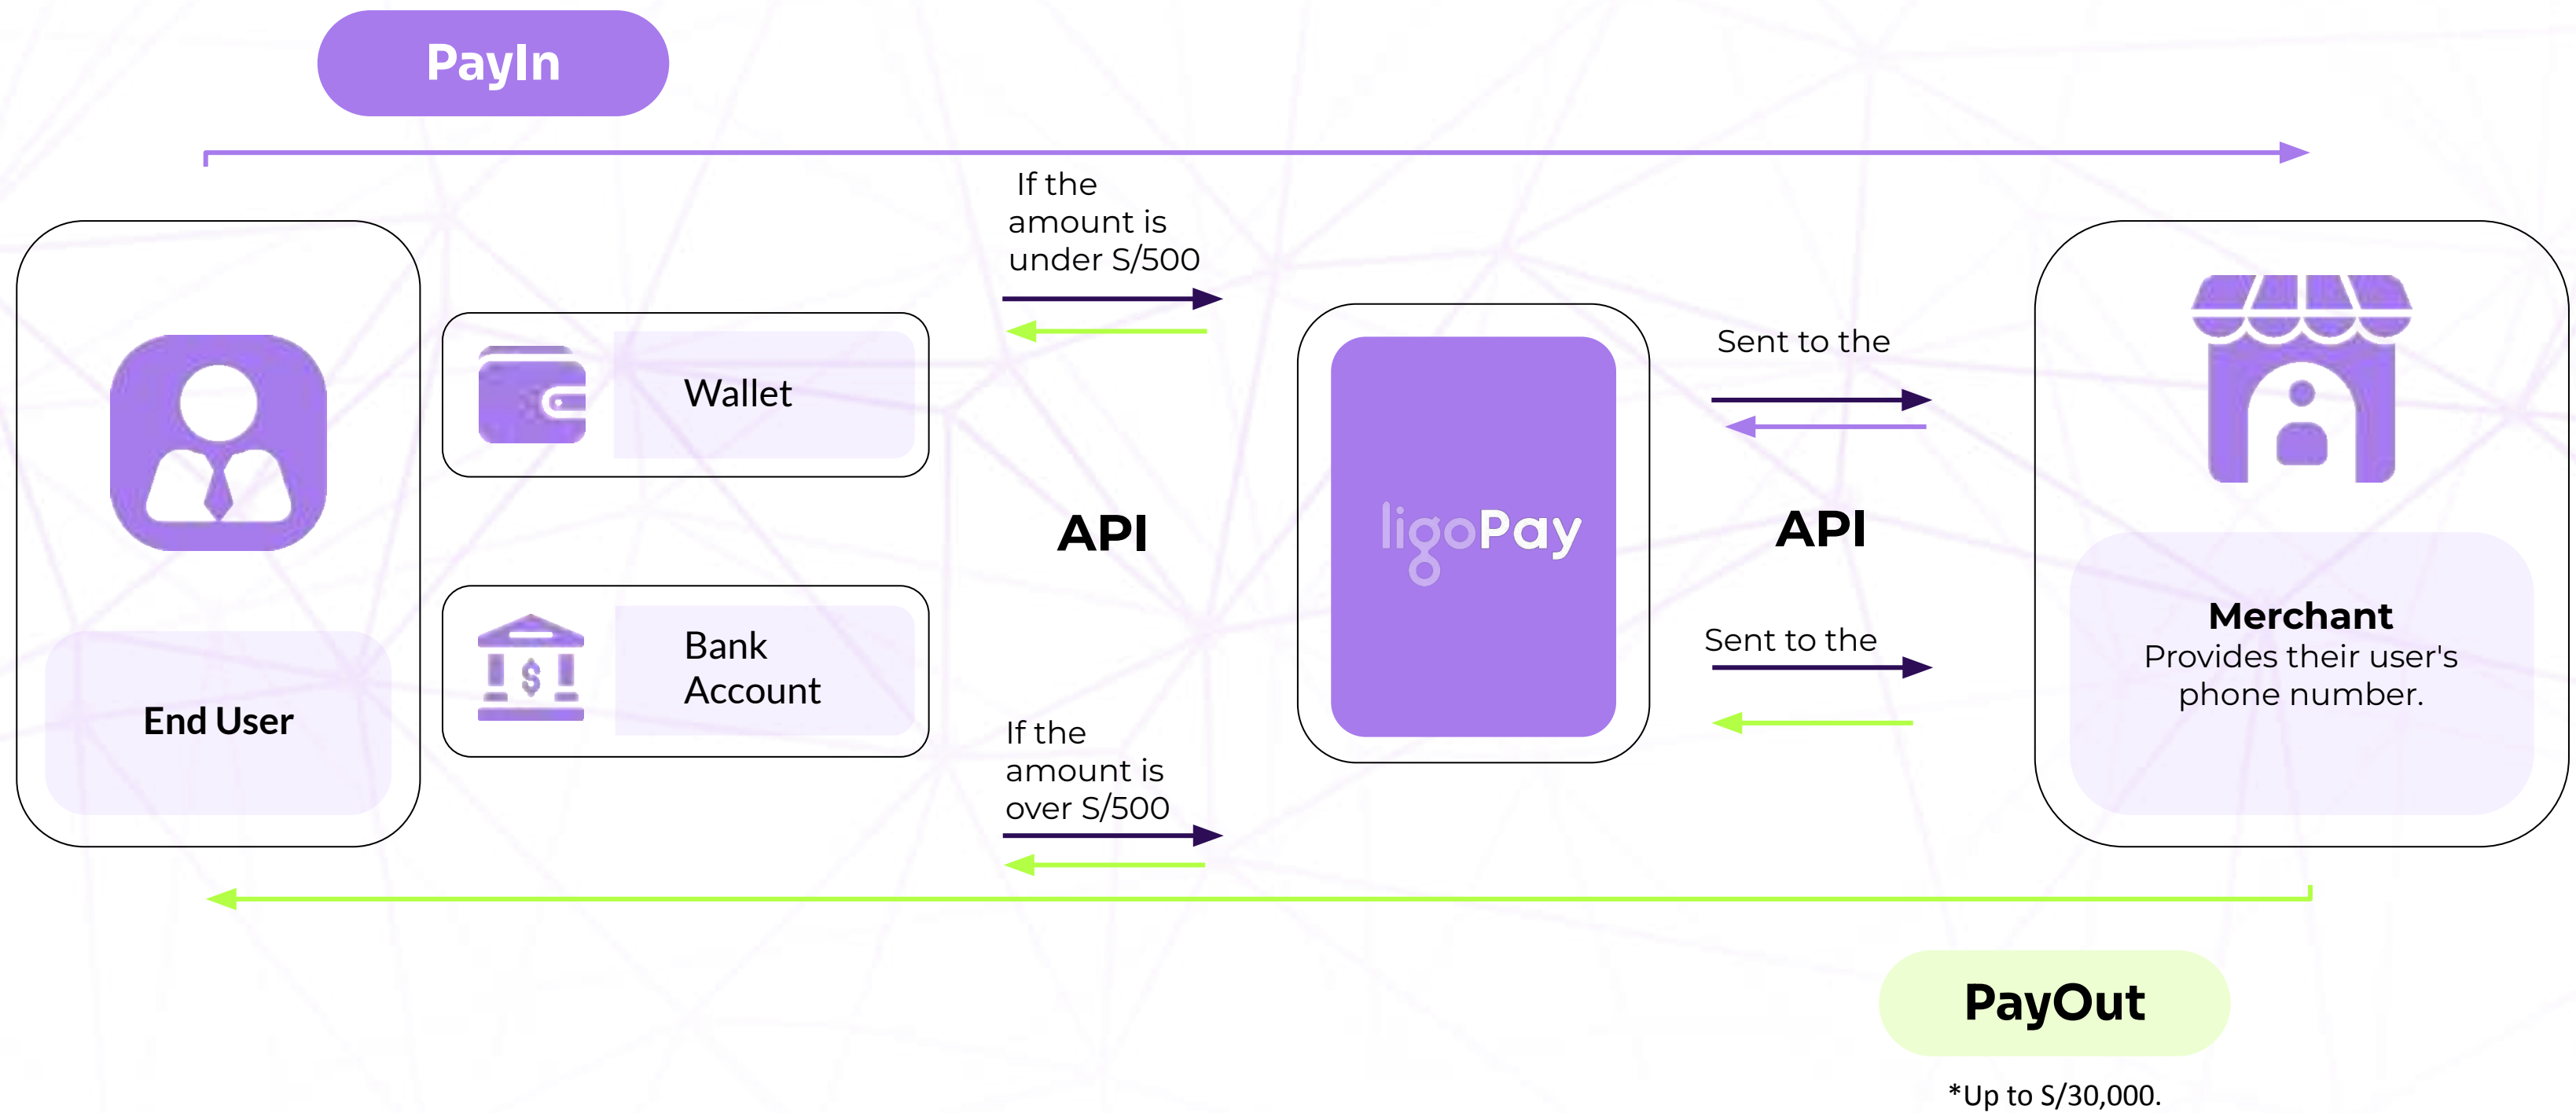 PayIn
If the
amount is
under S/500
Wallet
Sent to the
API
ligoPay
API
Bank
Account
$
End User
Sent to the
Merchant
Provides their user's
phone number.
If the
amount is
over S/500
PayOut
*Up to S/30,000.